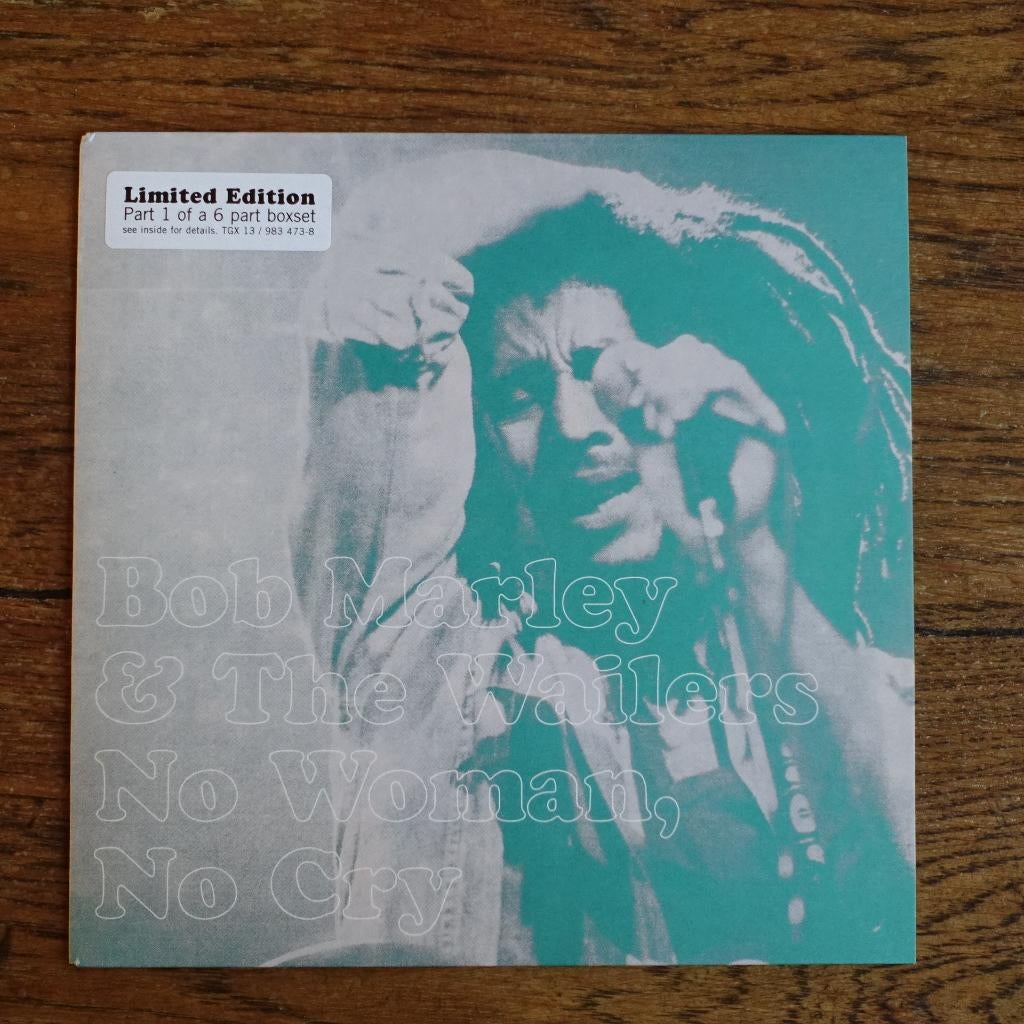 Limited Edition
Part 1 of a 6 part boxset
see inside for details. TGX 13 / 983 473-8
Bob Marley
& The Wailers
No Woman,
No Cry